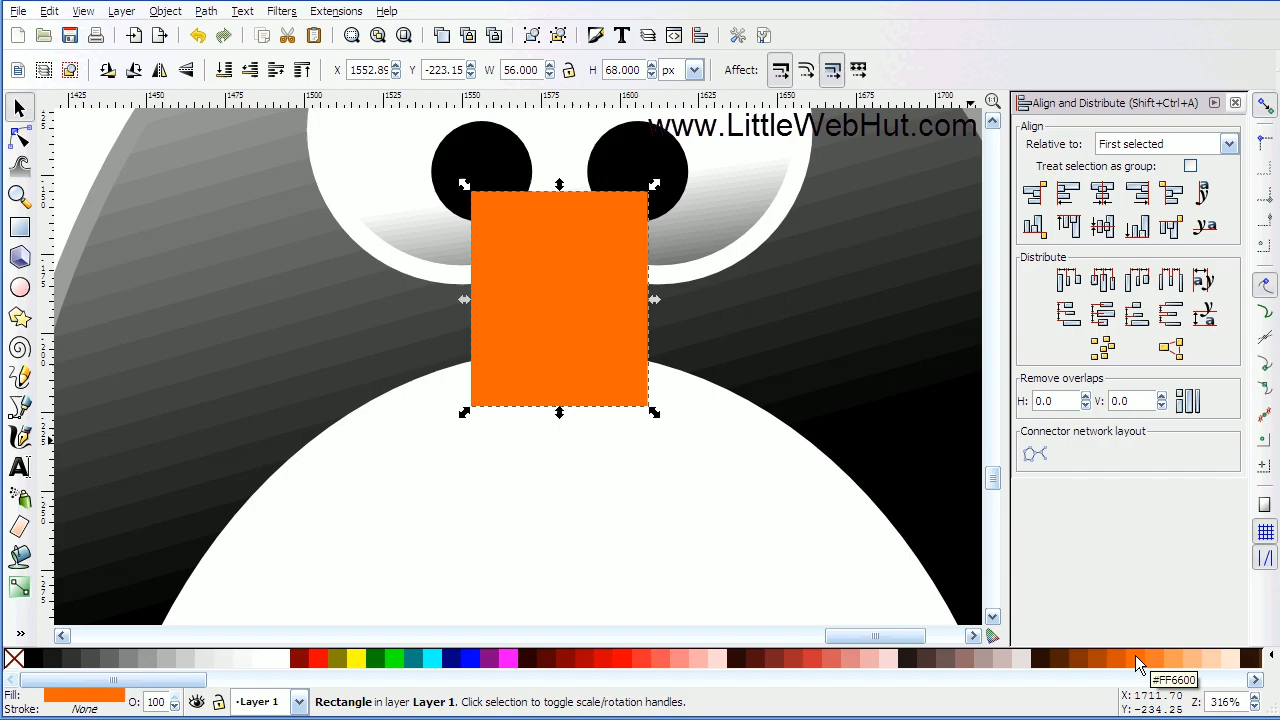 File Edit View Layer Object Path Text Filters Extensions Help
X 1552.89 Y -223.15 W 56.000 H 68.000 px Affect:
1425 1450 1475 1500 1525 1550 1575 1600 1625 1650 1675 1700
Align and Distribute (Shift+Ctrl+A)
www.LittleWebHut.com
Align
Relative to: First selected
Treat selection as group:
Distribute
Remove overlaps
H: 0.0 V: 0.0
Connector network layout
#FF6600
Fill:
Stroke: None
O: 100
Layer 1
Rectangle in layer Layer 1. Click selection to toggle scale/rotation handles.
X: 1711.70
Y: -234.25
Z: 316%